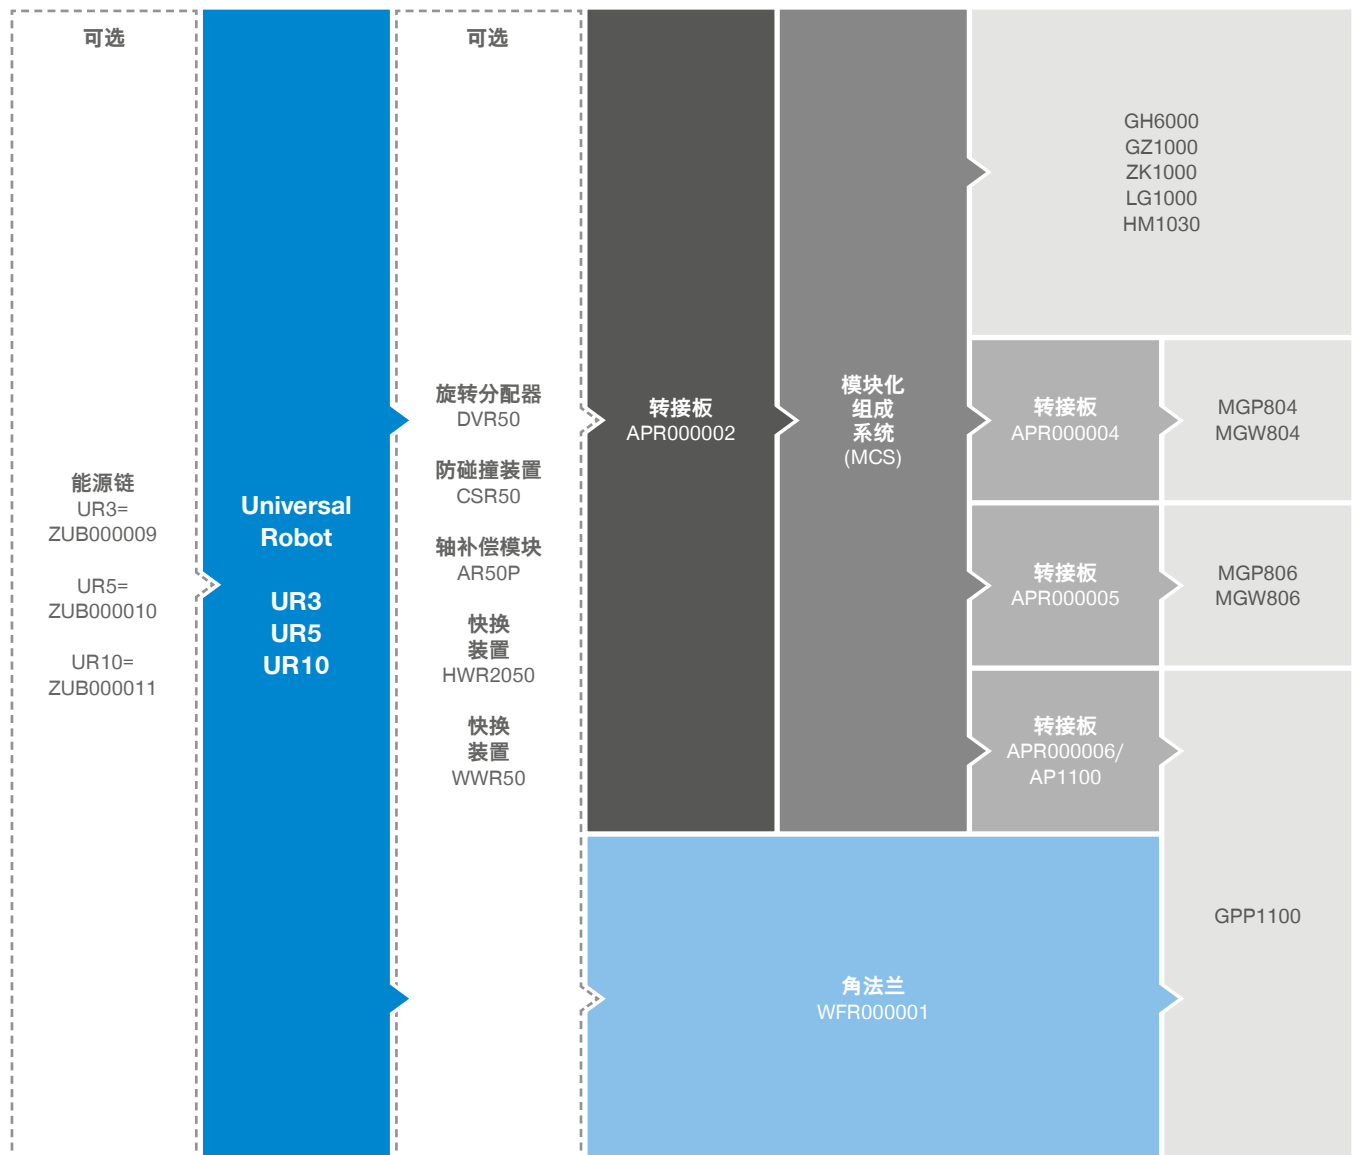 可选
能源链
UR3=
ZUB000009
UR5=
ZUB000010
UR10=
ZUB000011
Universal
Robot
UR3
UR5
UR10
可选
旋转分配器
DVR50
防碰撞装置
CSR50
轴补偿模块
AR50P
快换
装置
HWR2050
快换
装置
WWR50
转接板
APR000002
模块化
组成
系统
(MCS)
GH6000
GZ1000
ZK1000
LG1000
HM1030
转接板
APR000004
MGP804
MGW804
转接板
APR000005
MGP806
MGW806
转接板
APR000006/
AP1100
GPP1100
角法兰
WFR000001